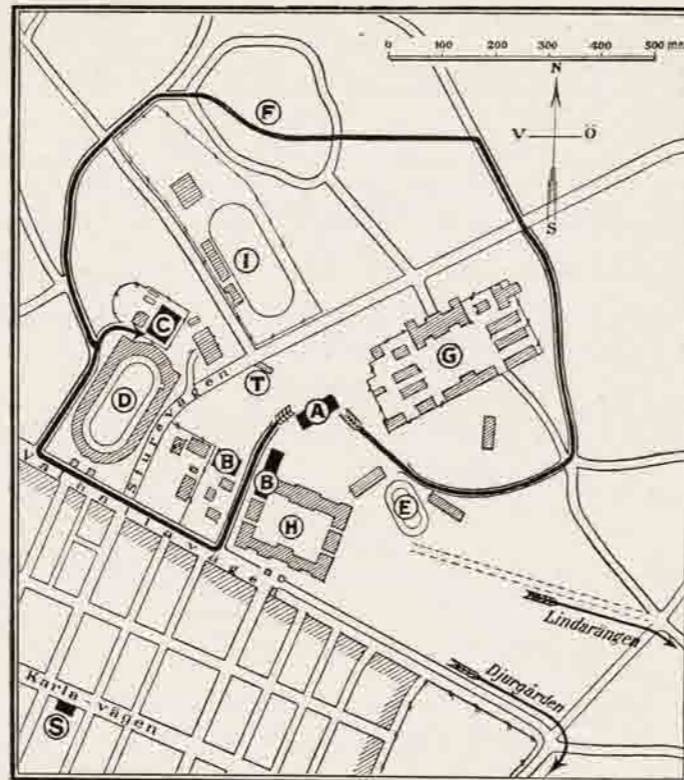 0 100 200 300 400 500 m
N
V Ö
S
F
I
C
G
D
T
A
B
B
E
H
Sturevägen
Valhallavägen
Lindarängen
Djurgården
Karlavägen
S